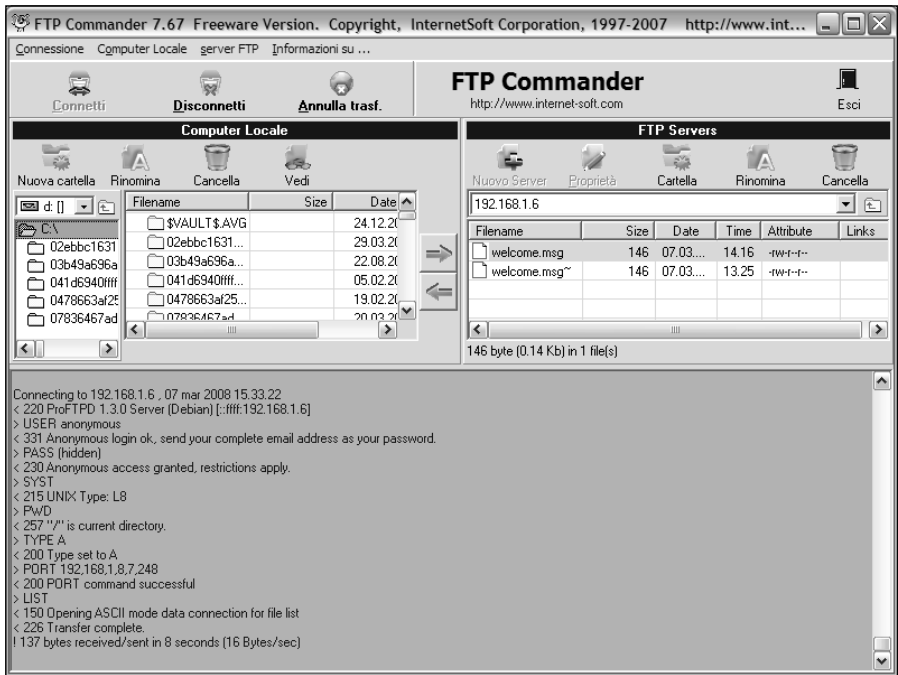 FTP Commander 7.67 Freeware Version. Copyright, InternetSoft Corporation, 1997-2007 http://www.int...
Connessione Computer Locale server FTP Informazioni su ...
Connetti Disconnetti Annulla trasf.
FTP Commander
http://www.internet-soft.com
Esci
Computer Locale
Nuova cartella Rinomina Cancella Vedi
d: []
C:\
02ebbc1631
03b49a696a
041d6940ffff
0478663af25
07836467ad
Filename Size Date
$VAULT$.AVG 24.12.20
02ebbc1631... 29.03.20
03b49a696a... 22.08.20
041d6940ffff... 05.02.20
0478663af25... 19.02.20
07836467ad 20.03.20
FTP Servers
Nuovo Server Proprietà Cartella Rinomina Cancella
192.168.1.6
Filename Size Date Time Attribute Links
welcome.msg 146 07.03.... 14.16 -rw-r--r--
welcome.msg~ 146 07.03.... 13.25 -rw-r--r--
146 byte (0.14 Kb) in 1 file(s)
Connecting to 192.168.1.6 , 07 mar 2008 15.33.22
< 220 ProFTPD 1.3.0 Server (Debian) [::ffff:192.168.1.6]
> USER anonymous
< 331 Anonymous login ok, send your complete email address as your password.
> PASS (hidden)
< 230 Anonymous access granted, restrictions apply.
> SYST
< 215 UNIX Type: L8
> PWD
< 257 "/" is current directory.
> TYPE A
< 200 Type set to A
> PORT 192,168,1,8,7,248
< 200 PORT command successful
> LIST
< 150 Opening ASCII mode data connection for file list
< 226 Transfer complete.
! 137 bytes received/sent in 8 seconds (16 Bytes/sec)